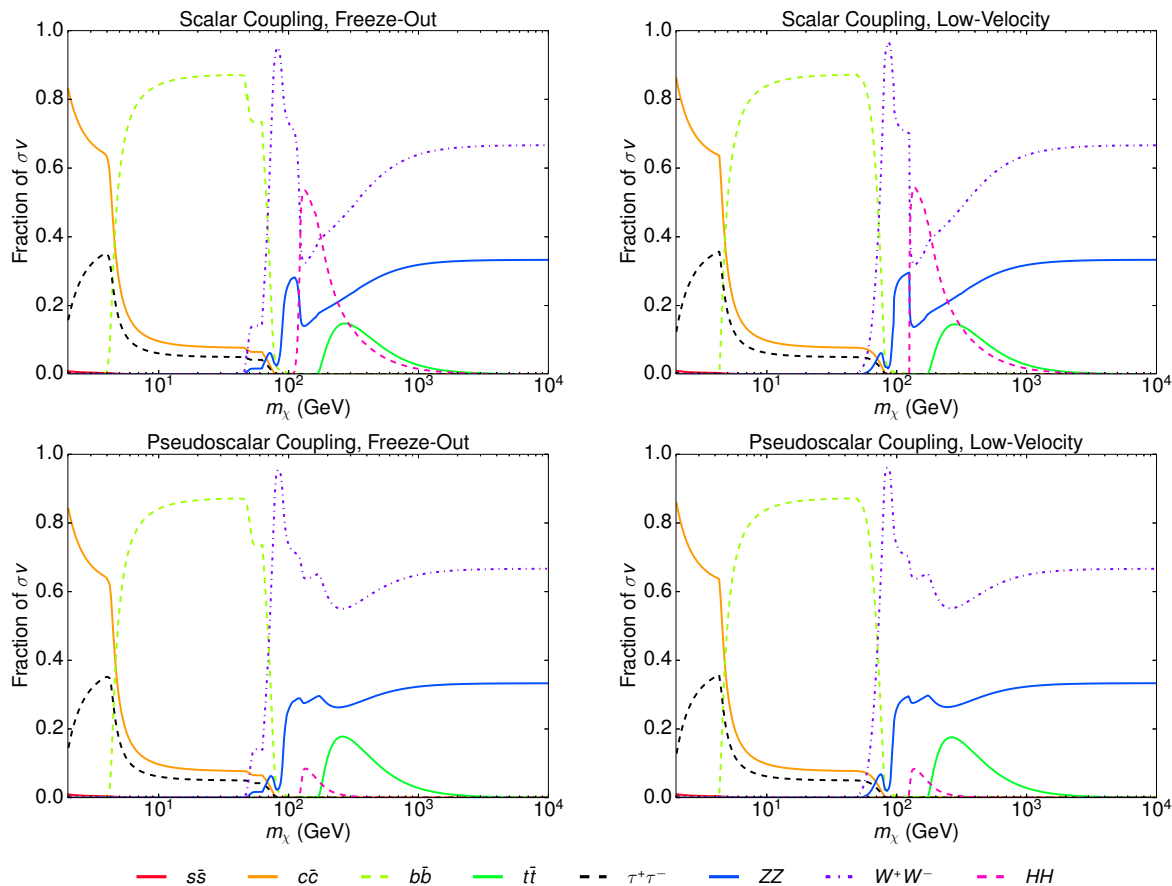 Scalar Coupling, Freeze-Out
Scalar Coupling, Low-Velocity
1.0
0.8
0.6
0.4
0.2
0.0
Fraction of σv
10¹ 10² 10³ 10⁴
mχ (GeV)
1.0
0.8
0.6
0.4
0.2
0.0
Fraction of σv
10¹ 10² 10³ 10⁴
mχ (GeV)
Pseudoscalar Coupling, Freeze-Out
Pseudoscalar Coupling, Low-Velocity
1.0
0.8
0.6
0.4
0.2
0.0
Fraction of σv
10¹ 10² 10³ 10⁴
mχ (GeV)
1.0
0.8
0.6
0.4
0.2
0.0
Fraction of σv
10¹ 10² 10³ 10⁴
mχ (GeV)
ss̄ cc̄ bb̄ tt̄ τ⁺τ⁻ ZZ W⁺W⁻ HH